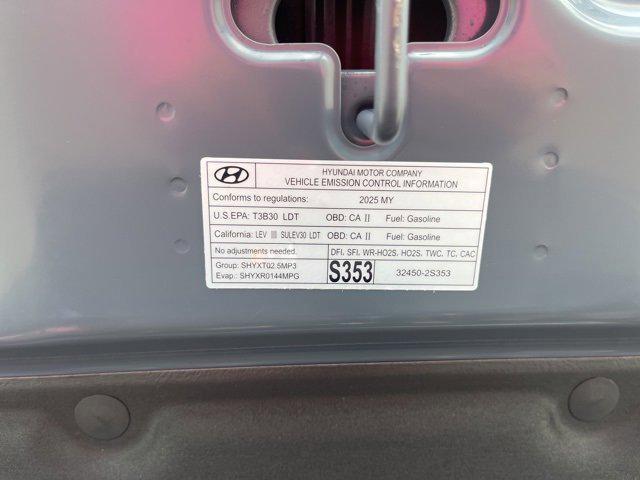 HYUNDAI MOTOR COMPANY
VEHICLE EMISSION CONTROL INFORMATION
Conforms to regulations: 2025 MY
U.S.EPA: T3B30 LDT OBD: CA II Fuel: Gasoline
California: LEV III SULEV30 LDT OBD: CA II Fuel: Gasoline
No adjustments needed. DFI, SFI, WR-HO2S, HO2S, TWC, TC, CAC
Group: SHYXT02.5MP3
Evap.: SHYXR0144MPG
S353 32450-2S353